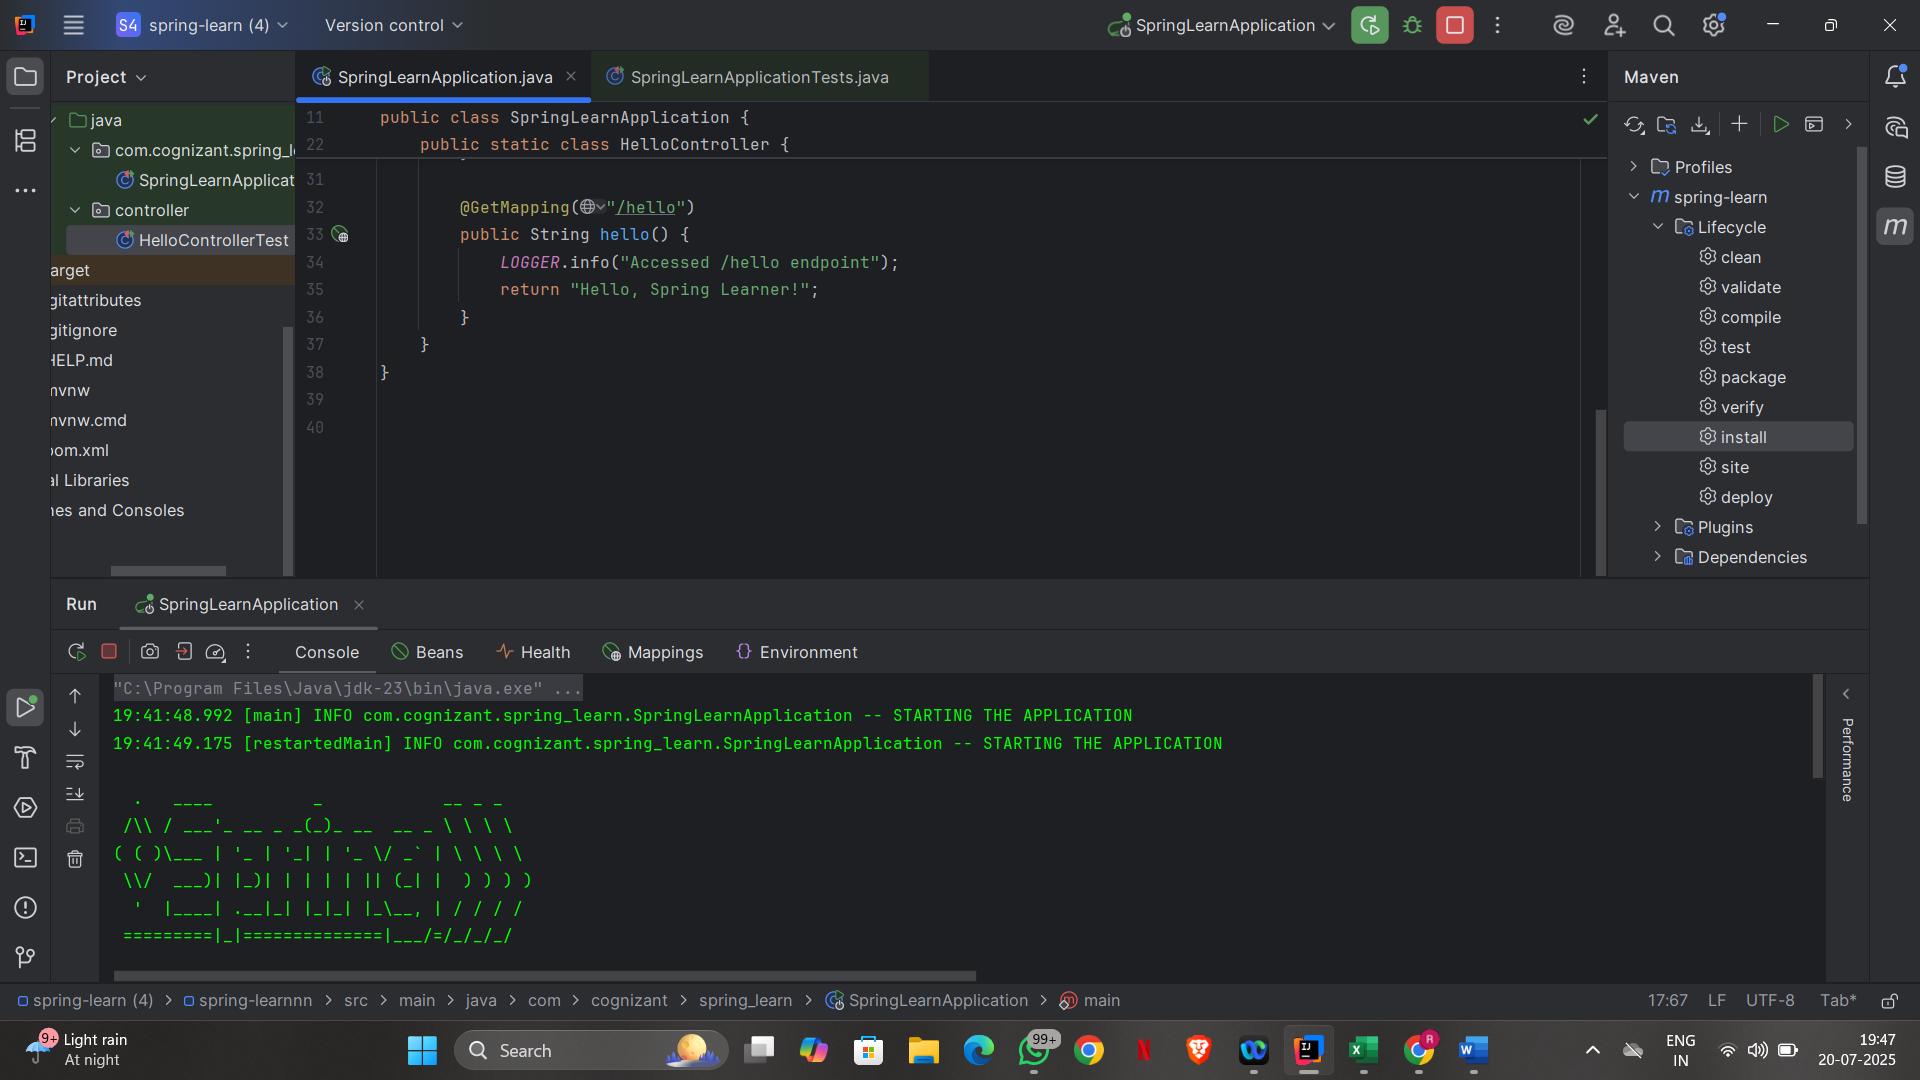 S4 spring-learn (4) Version control SpringLearnApplication
Project
java
com.cognizant.spring_l
SpringLearnApplicat
controller
HelloControllerTest
arget
gitattributes
gitignore
HELP.md
mvnw
mvnw.cmd
pom.xml
al Libraries
hes and Consoles
SpringLearnApplication.java SpringLearnApplicationTests.java
11 public class SpringLearnApplication {
22 public static class HelloController {
31
32 @GetMapping("/hello")
33 public String hello() {
34 LOGGER.info("Accessed /hello endpoint");
35 return "Hello, Spring Learner!";
36 }
37 }
38 }
39
40
Maven
Profiles
m spring-learn
Lifecycle
clean
validate
compile
test
package
verify
install
site
deploy
Plugins
Dependencies
m
Run SpringLearnApplication
Console Beans Health Mappings Environment
"C:\Program Files\Java\jdk-23\bin\java.exe" ...
19:41:48.992 [main] INFO com.cognizant.spring_learn.SpringLearnApplication -- STARTING THE APPLICATION
19:41:49.175 [restartedMain] INFO com.cognizant.spring_learn.SpringLearnApplication -- STARTING THE APPLICATION
  .   ____          _            __ _ _
 /\\ / ___'_ __ _ _(_)_ __  __ _ \ \ \ \
( ( )\___ | '_ | '_| | '_ \/ _` | \ \ \ \
 \\/  ___)| |_)| | | | | || (_| |  ) ) ) )
  '  |____| .__|_| |_|_| |_\__, | / / / /
 =========|_|==============|___/=/_/_/_/
Performance
spring-learn (4) > spring-learnnn > src > main > java > com > cognizant > spring_learn > SpringLearnApplication > main
17:67 LF UTF-8 Tab*
9+ Light rain
At night
Search
99+
R
ENG
IN
19:47
20-07-2025